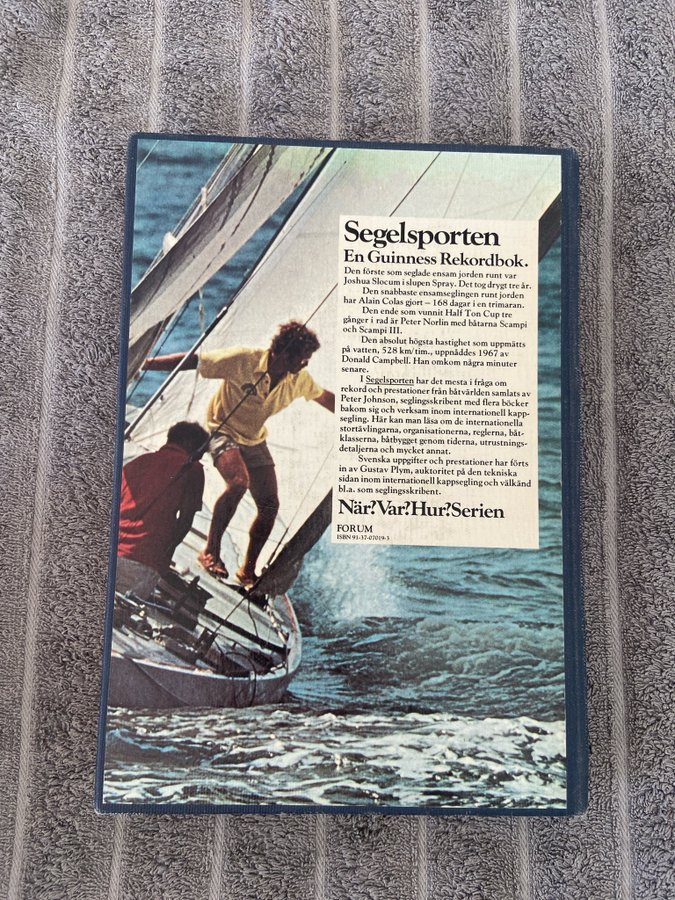 Segelsporten
En Guinness Rekordbok.
Den förste som seglade ensam jorden runt var
Joshua Slocum i slupen Spray. Det tog drygt tre år.
Den snabbaste ensamseglingen runt jorden
har Alain Colas gjort – 168 dagar i en trimaran.
Den ende som vunnit Half Ton Cup tre
gånger i rad är Peter Norlin med båtarna Scampi
och Scampi III.
Den absolut högsta hastighet som uppmätts
på vatten, 528 km/tim., uppnåddes 1967 av
Donald Campbell. Han omkom några minuter
senare.
I Segelsporten har det mesta i fråga om
rekord och prestationer från båtvärlden samlats av
Peter Johnson, seglingsskribent med flera böcker
bakom sig och verksam inom internationell kapp-
segling. Här kan man läsa om de internationella
stortävlingarna, organisationerna, reglerna, båt-
klasserna, båtbygget genom tiderna, utrustnings-
detaljerna och mycket annat.
Svenska uppgifter och prestationer har förts
in av Gustav Plym, auktoritet på den tekniska
sidan inom internationell kappsegling och välkänd
bl.a. som seglingsskribent.
När?Var?Hur?Serien
FORUM
ISBN 91-37-07019-3